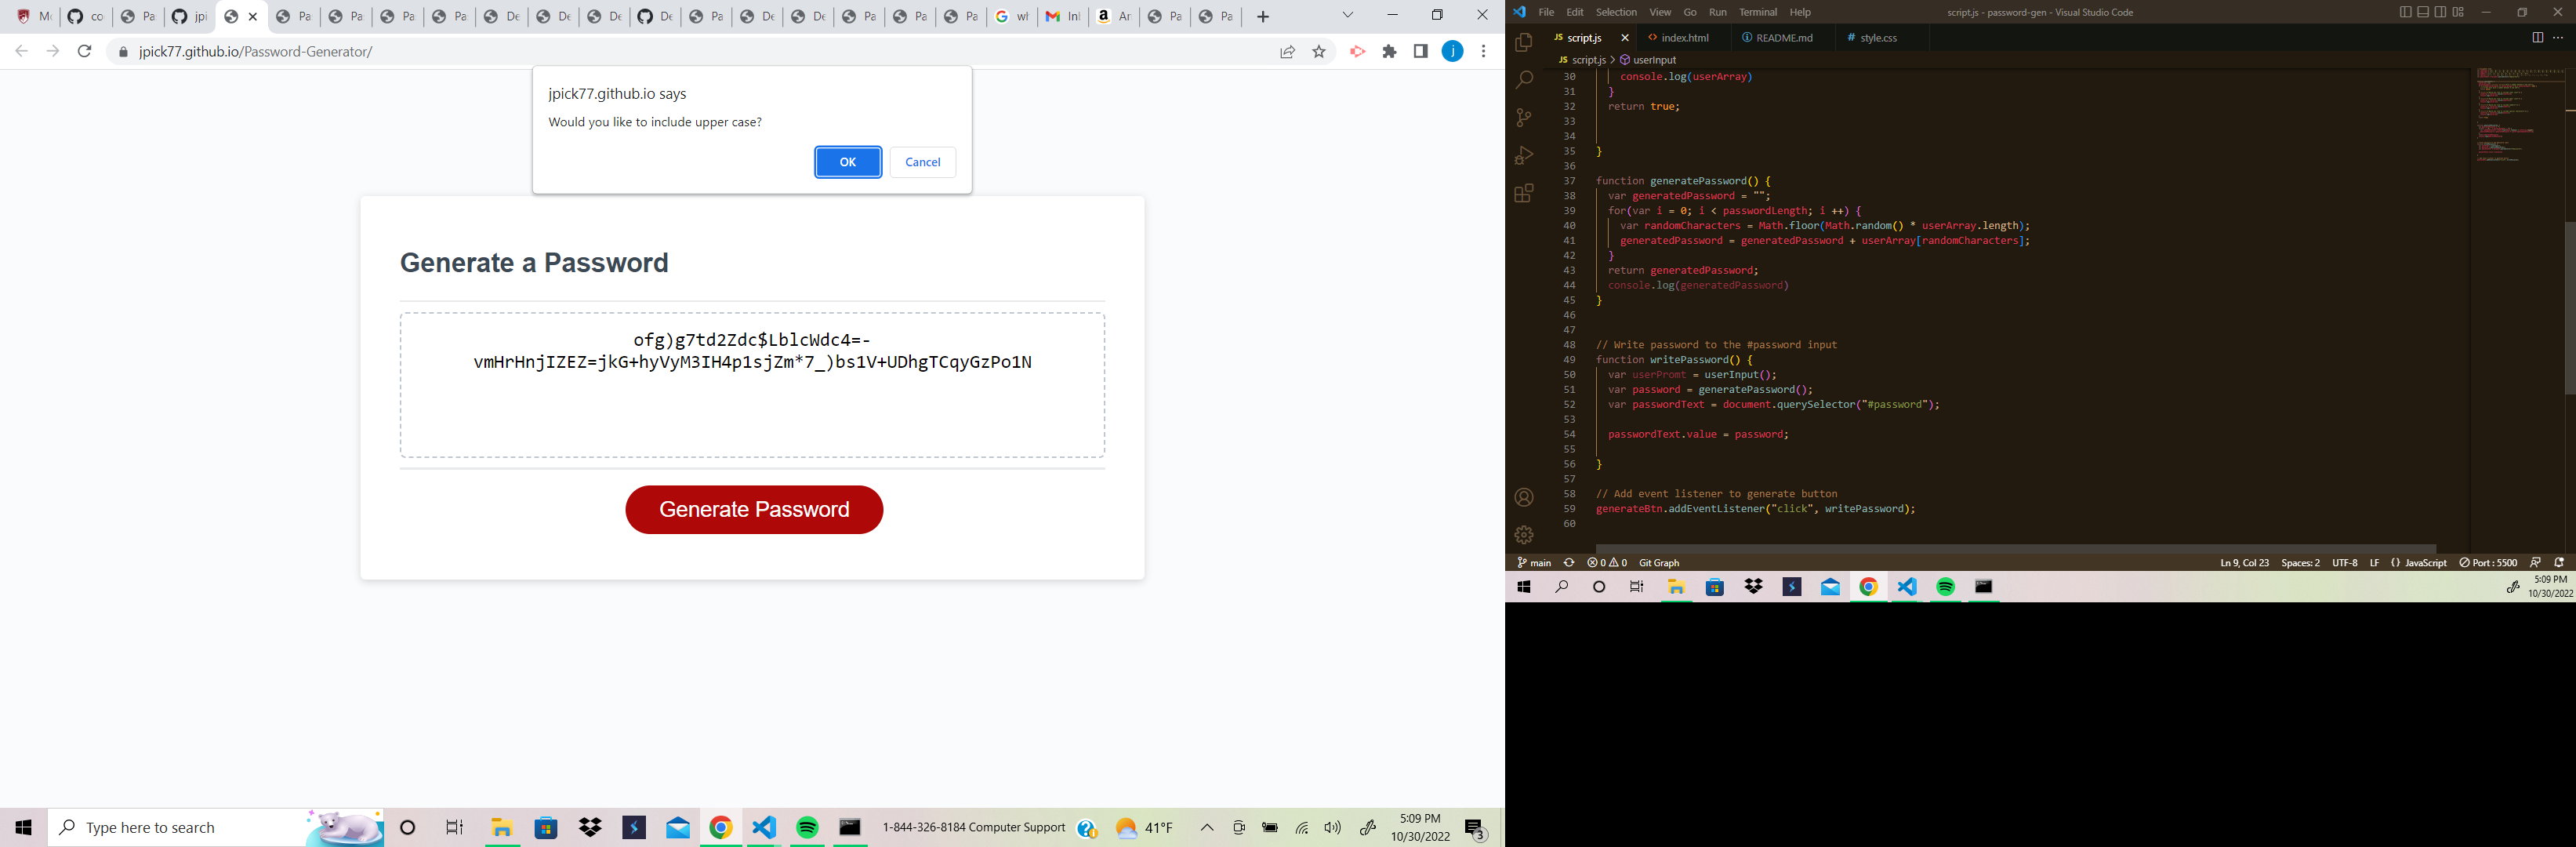 Mo
co
Pa
jpi
Pa
Pa
Pa
Pa
De
De
De
De
Pa
De
De
Pa
Pa
Pa
wh
Inb
Am
Pa
Pa
jpick77.github.io/Password-Generator/
j
jpick77.github.io says
Would you like to include upper case?
OK
Cancel
Generate a Password
ofg)g7td2Zdc$LblcWdc4=-
vmHrHnjIZEZ=jkG+hyVyM3IH4p1sjZm*7_)bs1V+UDhgTCqyGzPo1N
Generate Password
Type here to search
1-844-326-8184 Computer Support
41°F
5:09 PM
10/30/2022
3
File Edit Selection View Go Run Terminal Help
script.js - password-gen - Visual Studio Code
JS script.js
<> index.html
README.md
# style.css
JS script.js > userInput
30 console.log(userArray)
31 }
32 return true;
33
34
35 }
36
37 function generatePassword() {
38 var generatedPassword = "";
39 for(var i = 0; i < passwordLength; i ++) {
40 var randomCharacters = Math.floor(Math.random() * userArray.length);
41 generatedPassword = generatedPassword + userArray[randomCharacters];
42 }
43 return generatedPassword;
44 console.log(generatedPassword)
45 }
46
47
48 // Write password to the #password input
49 function writePassword() {
50 var userPromt = userInput();
51 var password = generatePassword();
52 var passwordText = document.querySelector("#password");
53
54 passwordText.value = password;
55
56 }
57
58 // Add event listener to generate button
59 generateBtn.addEventListener("click", writePassword);
60
main 0 0 Git Graph
Ln 9, Col 23 Spaces: 2 UTF-8 LF {} JavaScript Port : 5500
5:09 PM
10/30/2022